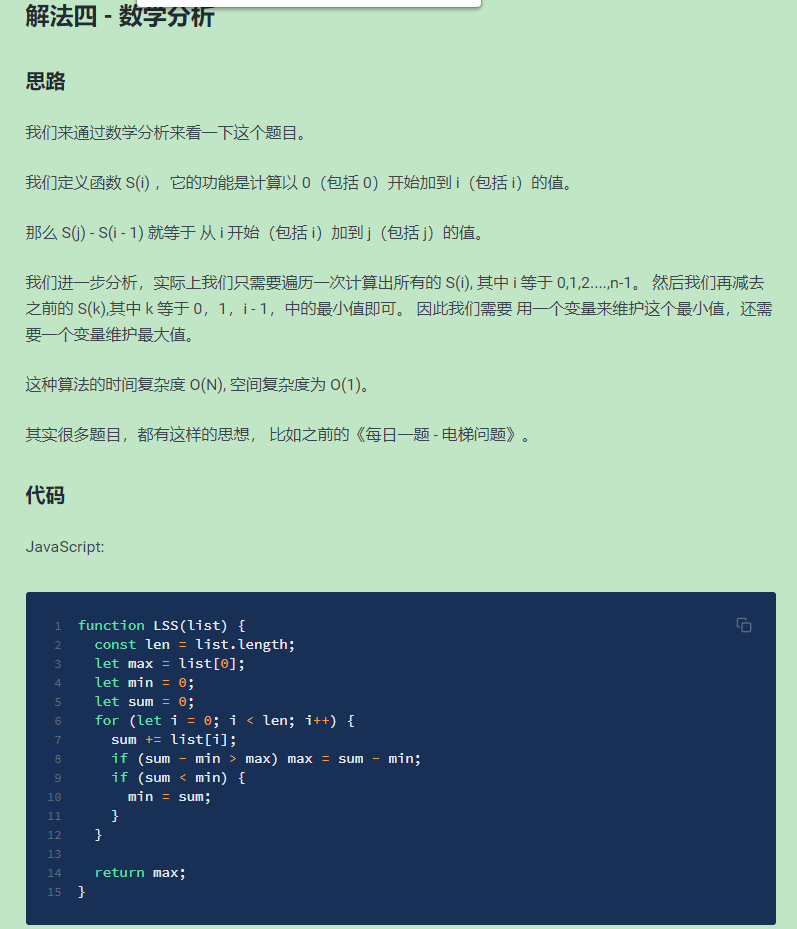 解法四 - 数学分析
思路
我们来通过数学分析来看一下这个题目。
我们定义函数 S(i) ，它的功能是计算以 0（包括 0）开始加到 i（包括 i）的值。
那么 S(j) - S(i - 1) 就等于 从 i 开始（包括 i）加到 j（包括 j）的值。
我们进一步分析，实际上我们只需要遍历一次计算出所有的 S(i), 其中 i 等于 0,1,2....,n-1。 然后我们再减去
之前的 S(k),其中 k 等于 0，1，i - 1，中的最小值即可。 因此我们需要 用一个变量来维护这个最小值，还需
要一个变量维护最大值。
这种算法的时间复杂度 O(N), 空间复杂度为 O(1)。
其实很多题目，都有这样的思想， 比如之前的《每日一题 - 电梯问题》。
代码
JavaScript:
1 function LSS(list) {
2   const len = list.length;
3   let max = list[0];
4   let min = 0;
5   let sum = 0;
6   for (let i = 0; i < len; i++) {
7     sum += list[i];
8     if (sum - min > max) max = sum - min;
9     if (sum < min) {
10       min = sum;
11     }
12   }
13
14   return max;
15 }